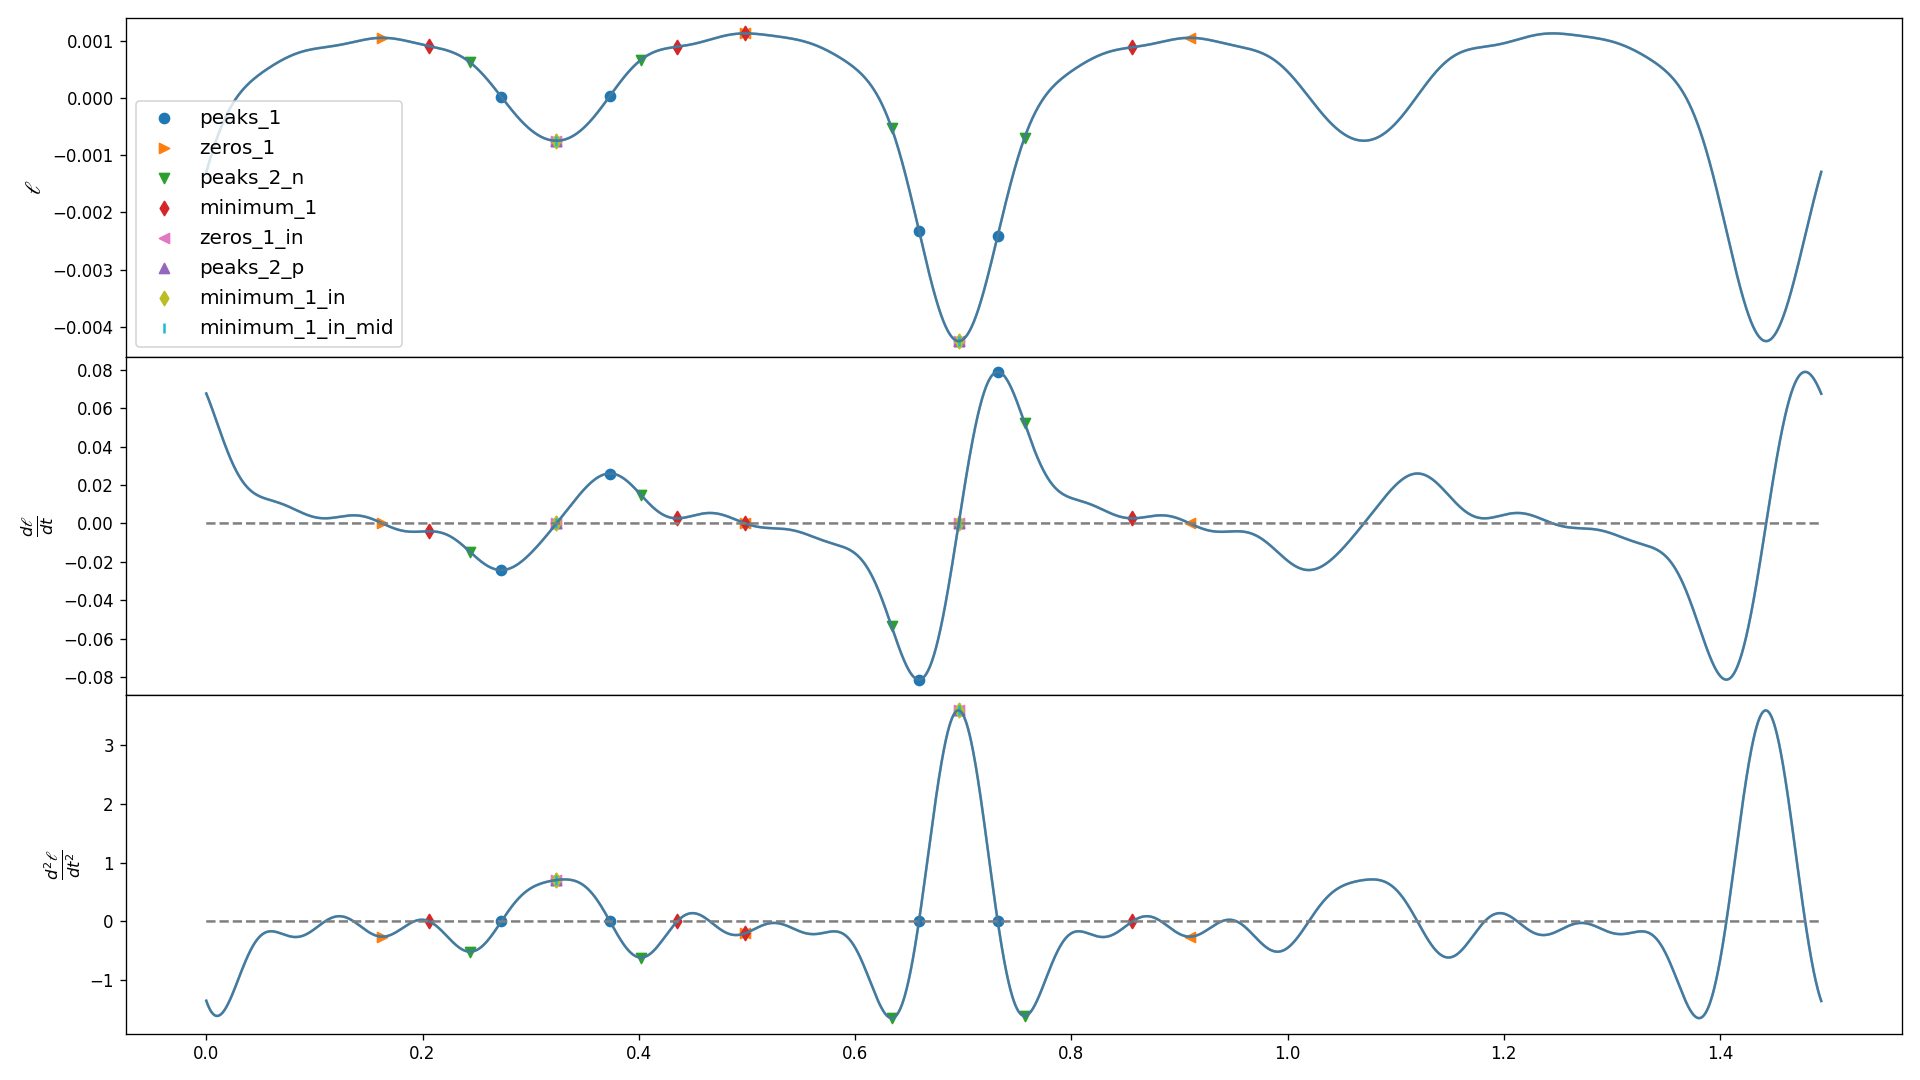 0.001
0.000
−0.001
−0.002
−0.003
−0.004
ℓ
peaks_1
zeros_1
peaks_2_n
minimum_1
zeros_1_in
peaks_2_p
minimum_1_in
minimum_1_in_mid
0.08
0.06
0.04
0.02
0.00
−0.02
−0.04
−0.06
−0.08
dℓ
dt
3
2
1
0
−1
d²ℓ
dt²
0.0 0.2 0.4 0.6 0.8 1.0 1.2 1.4